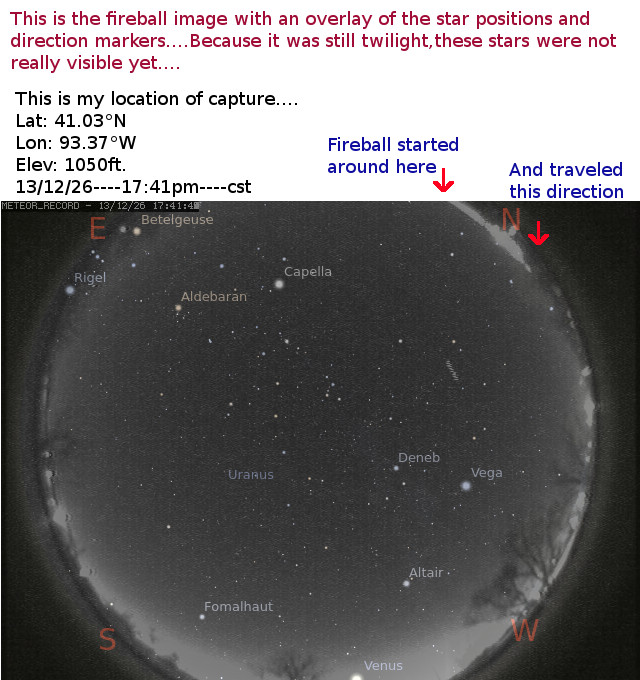 This is the fireball image with an overlay of the star positions and
direction markers....Because it was still twilight,these stars were not
really visible yet....
This is my location of capture....
Lat: 41.03°N
Lon: 93.37°W
Elev: 1050ft.
13/12/26----17:41pm----cst
Fireball started
around here
And traveled
this direction
METEOR_RECORD - 13/12/26 17:41:4
E
Betelgeuse
N
Rigel
Capella
Aldebaran
Deneb
Uranus
Vega
Altair
Fomalhaut
S
W
Venus